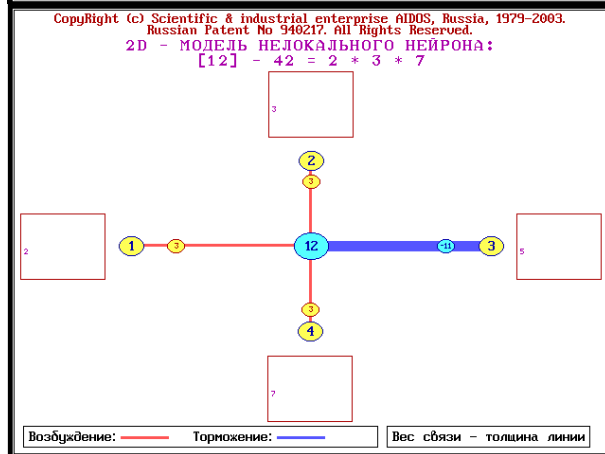 CopyRight (c) Scientific & industrial enterprise AIDOS, Russia, 1979-2003.
Russian Patent No 940217. All Rights Reserved.
2D - МОДЕЛЬ НЕЛОКАЛЬНОГО НЕЙРОНА:
[12] - 42 = 2 * 3 * 7
3
2
3
2
1
3
12
-11
3
5
3
4
7
Возбуждение:
Торможение:
Вес связи - толщина линии